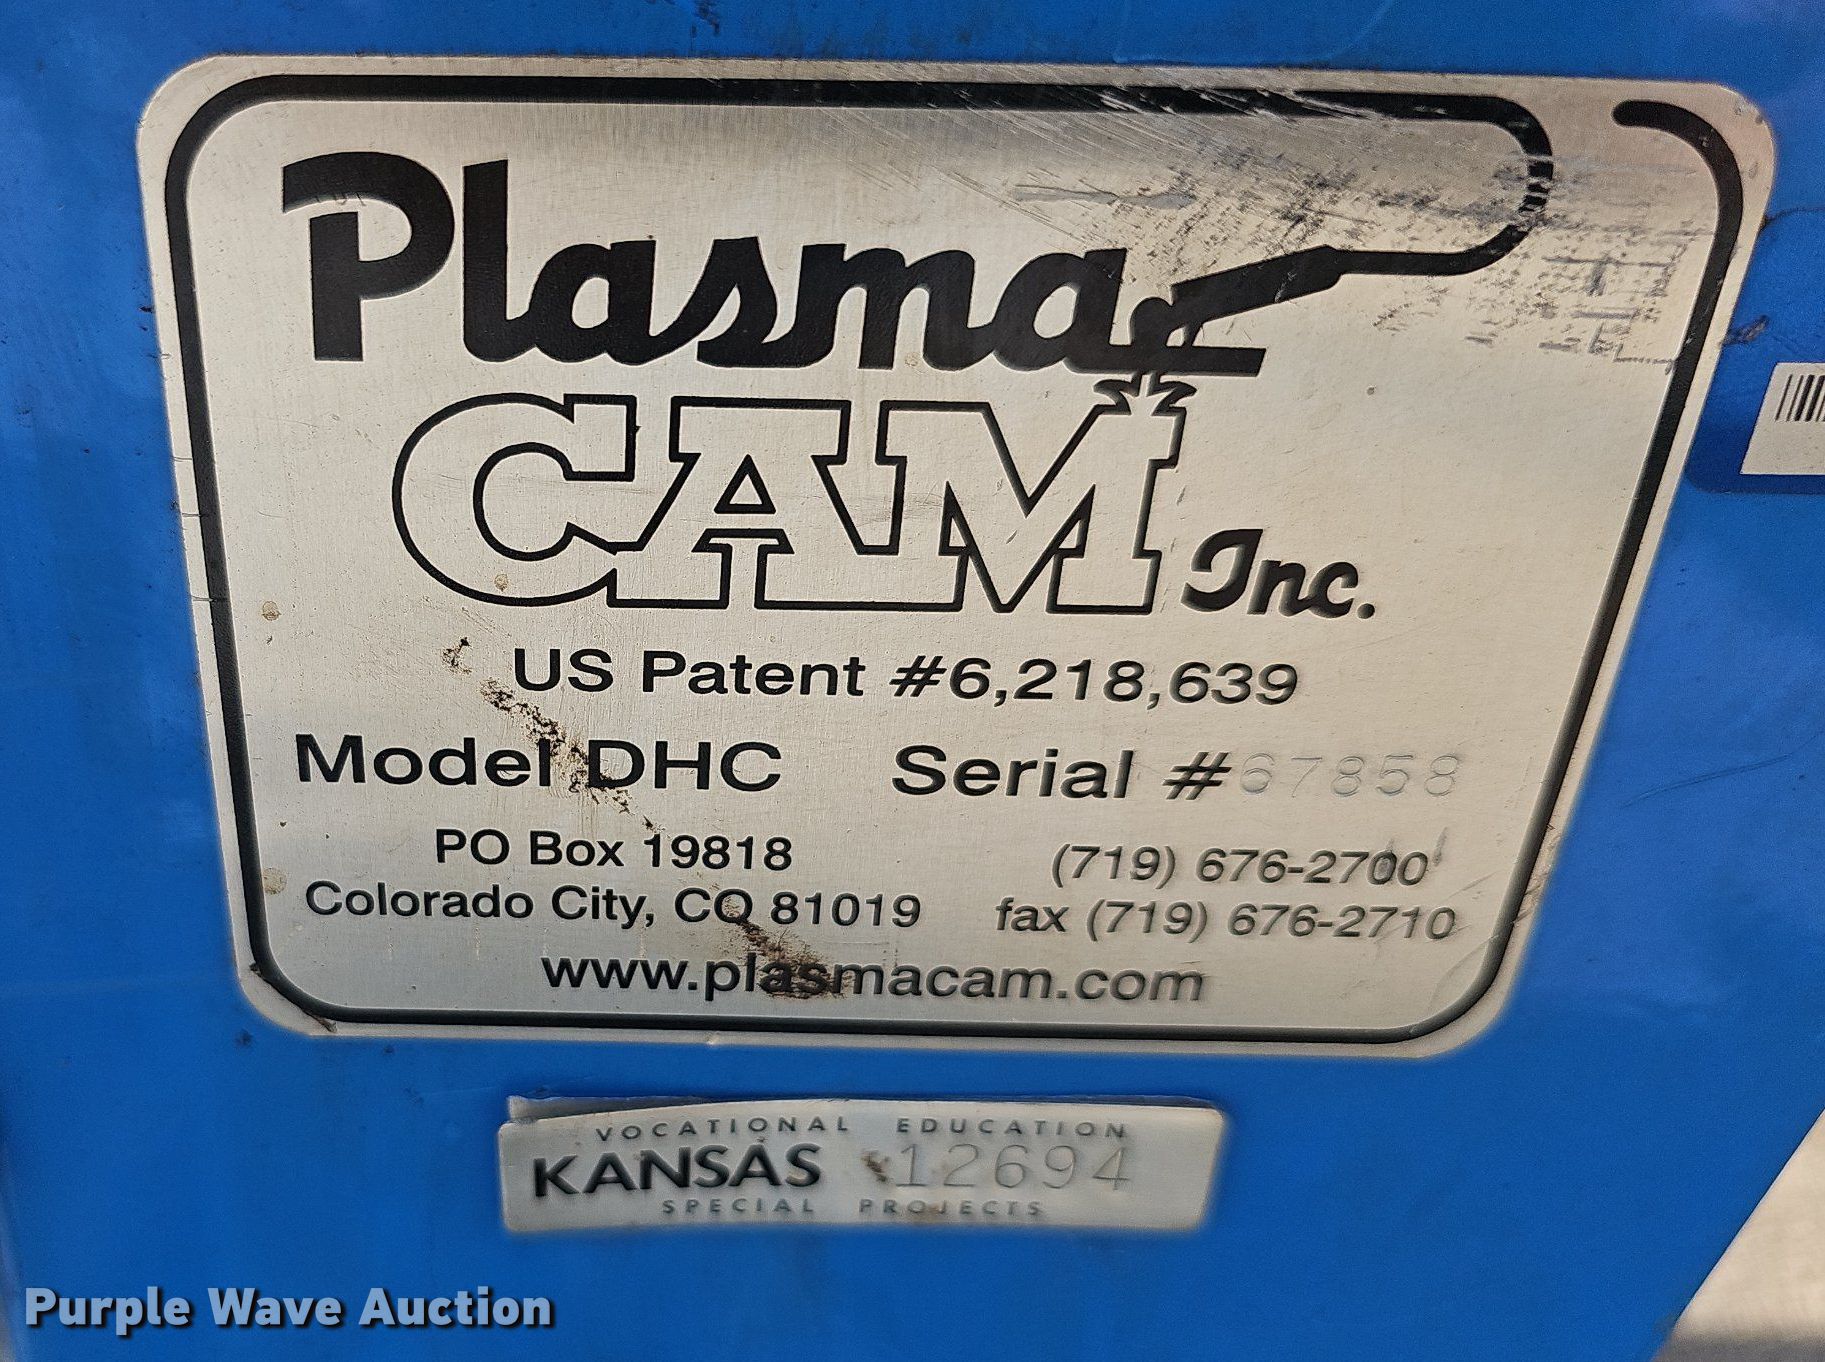 Plasma
CAM Inc.
US Patent #6,218,639
Model DHC Serial #67858
PO Box 19818 (719) 676-2700
Colorado City, CO 81019 fax (719) 676-2710
www.plasmacam.com
VOCATIONAL EDUCATION
KANSAS 12694
SPECIAL PROJECTS
Purple Wave Auction